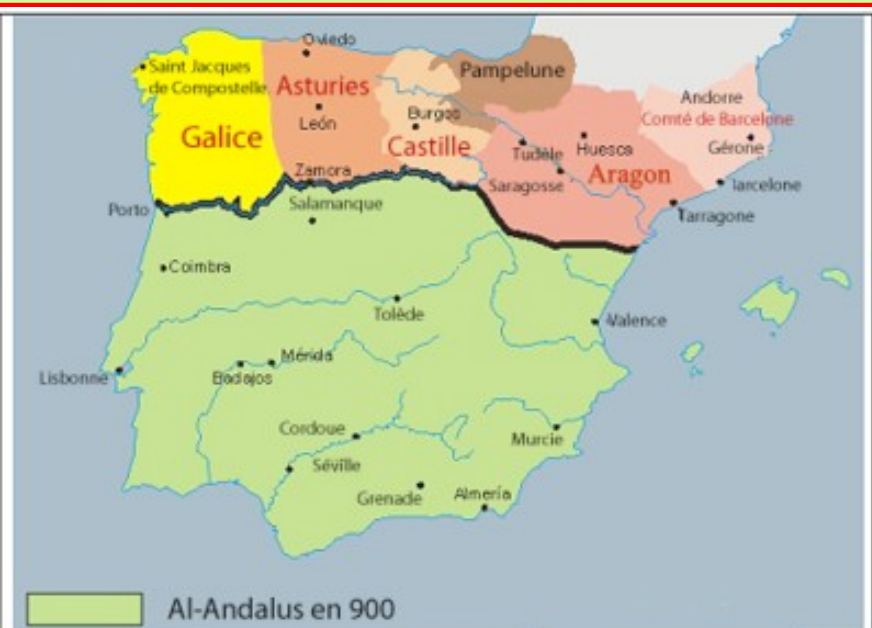 Oviedo
Saint Jacques
de Compostelle
Asturies
Pampelune
León
Burgos
Andorre
Comté de Barcelone
Galice
Castille
Tudèle
Huesca
Gérone
Zamora
Saragosse
Aragon
Porto
Salamanque
Iarcelone
Tarragone
Coimbra
Tolède
Valence
Lisbonne
Badajos
Mérida
Cordoue
Murcie
Séville
Grenade
Almería
Al-Andalus en 900